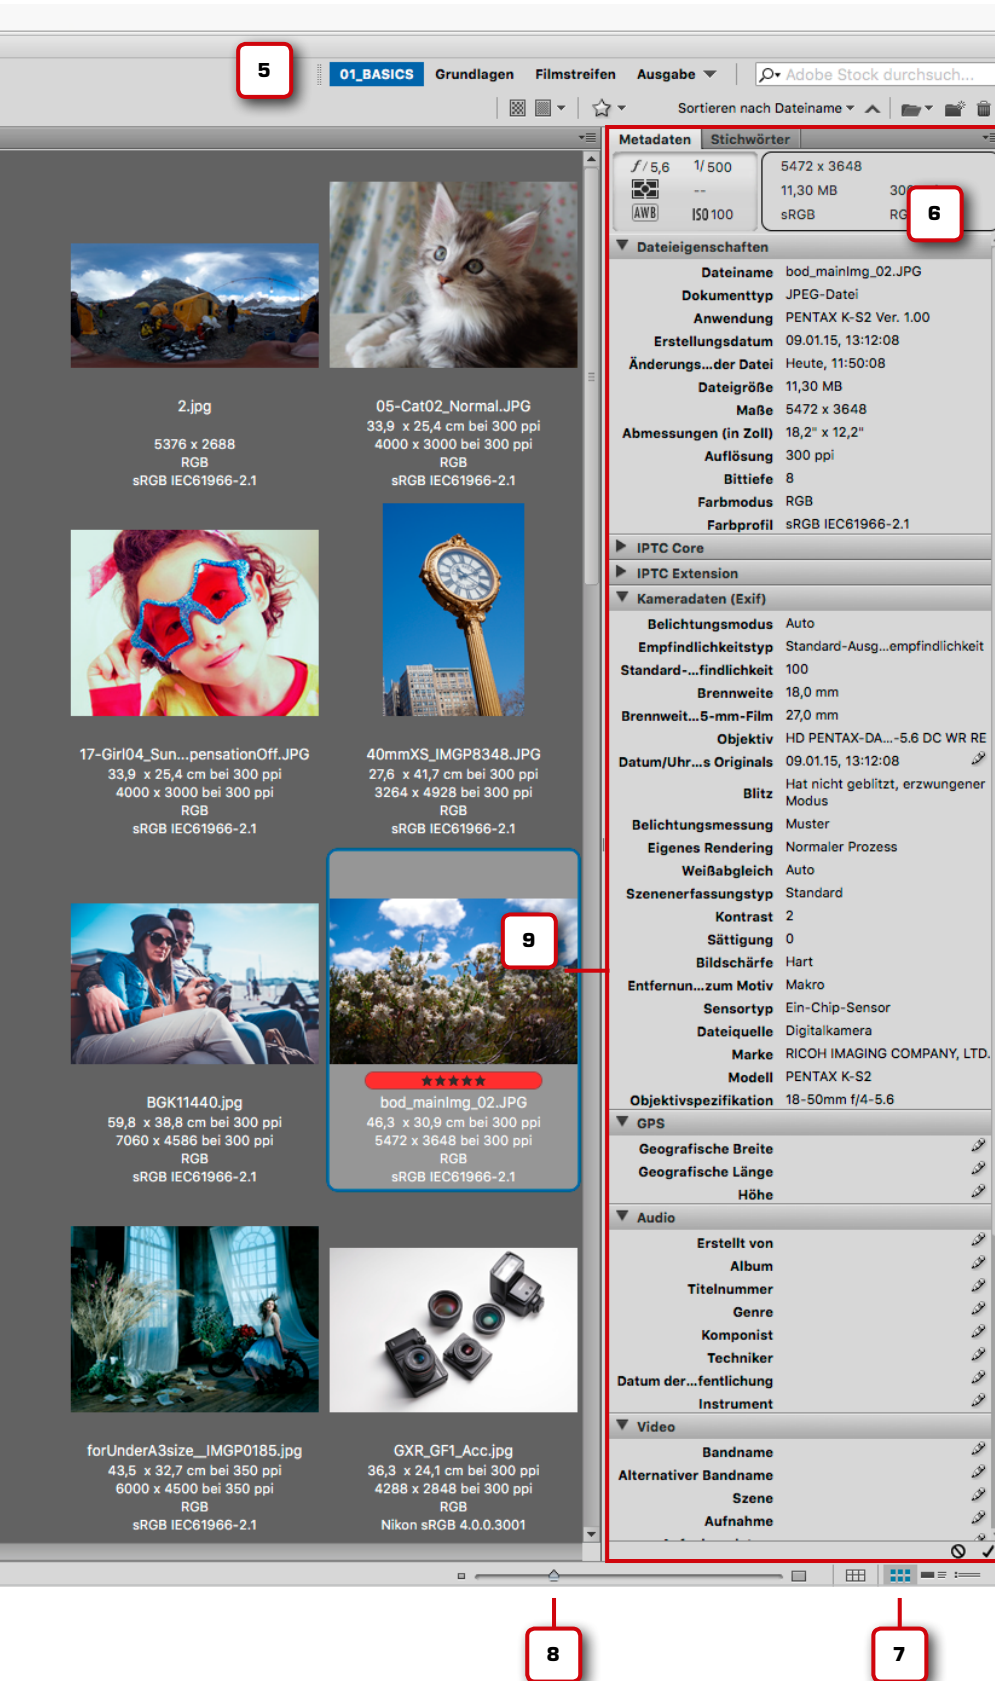 5
01_BASICS Grundlagen Filmstreifen Ausgabe
Adobe Stock durchsuch...
Sortieren nach Dateiname
Metadaten Stichwörter
f/5,6 1/500
--
AWB ISO100
5472 x 3648
11,30 MB
sRGB
6
Dateieigenschaften
Dateiname bod_mainImg_02.JPG
Dokumenttyp JPEG-Datei
Anwendung PENTAX K-S2 Ver. 1.00
Erstellungsdatum 09.01.15, 13:12:08
Änderungs...der Datei Heute, 11:50:08
Dateigröße 11,30 MB
Maße 5472 x 3648
Abmessungen (in Zoll) 18,2" x 12,2"
Auflösung 300 ppi
Bittiefe 8
Farbmodus RGB
Farbprofil sRGB IEC61966-2.1
IPTC Core
IPTC Extension
Kameradaten (Exif)
Belichtungsmodus Auto
Empfindlichkeitstyp Standard-Ausg...empfindlichkeit
Standard-...findlichkeit 100
Brennweite 18,0 mm
Brennweit...5-mm-Film 27,0 mm
Objektiv HD PENTAX-DA...-5.6 DC WR RE
Datum/Uhr...s Originals 09.01.15, 13:12:08
Blitz Hat nicht geblitzt, erzwungener
Modus
Belichtungsmessung Muster
Eigenes Rendering Normaler Prozess
Weißabgleich Auto
Szenenerfassungstyp Standard
Kontrast 2
Sättigung 0
Bildschärfe Hart
Entfernun...zum Motiv Makro
Sensortyp Ein-Chip-Sensor
Dateiquelle Digitalkamera
Marke RICOH IMAGING COMPANY, LTD.
Modell PENTAX K-S2
Objektivspezifikation 18-50mm f/4-5.6
GPS
Geografische Breite
Geografische Länge
Höhe
Audio
Erstellt von
Album
Titelnummer
Genre
Komponist
Techniker
Datum der...fentlichung
Instrument
Video
Bandname
Alternativer Bandname
Szene
Aufnahme
2.jpg
5376 x 2688
RGB
sRGB IEC61966-2.1
05-Cat02_Normal.JPG
33,9 x 25,4 cm bei 300 ppi
4000 x 3000 bei 300 ppi
RGB
sRGB IEC61966-2.1
17-Girl04_Sun...pensationOff.JPG
33,9 x 25,4 cm bei 300 ppi
4000 x 3000 bei 300 ppi
RGB
sRGB IEC61966-2.1
40mmXS_IMGP8348.JPG
27,6 x 41,7 cm bei 300 ppi
3264 x 4928 bei 300 ppi
RGB
sRGB IEC61966-2.1
BGK11440.jpg
59,8 x 38,8 cm bei 300 ppi
7060 x 4586 bei 300 ppi
RGB
sRGB IEC61966-2.1
9
★★★★★
bod_mainImg_02.JPG
46,3 x 30,9 cm bei 300 ppi
5472 x 3648 bei 300 ppi
RGB
sRGB IEC61966-2.1
forUnderA3size__IMGP0185.jpg
43,5 x 32,7 cm bei 350 ppi
6000 x 4500 bei 350 ppi
RGB
sRGB IEC61966-2.1
GXR_GF1_Acc.jpg
36,3 x 24,1 cm bei 300 ppi
4288 x 2848 bei 300 ppi
RGB
Nikon sRGB 4.0.0.3001
8
7